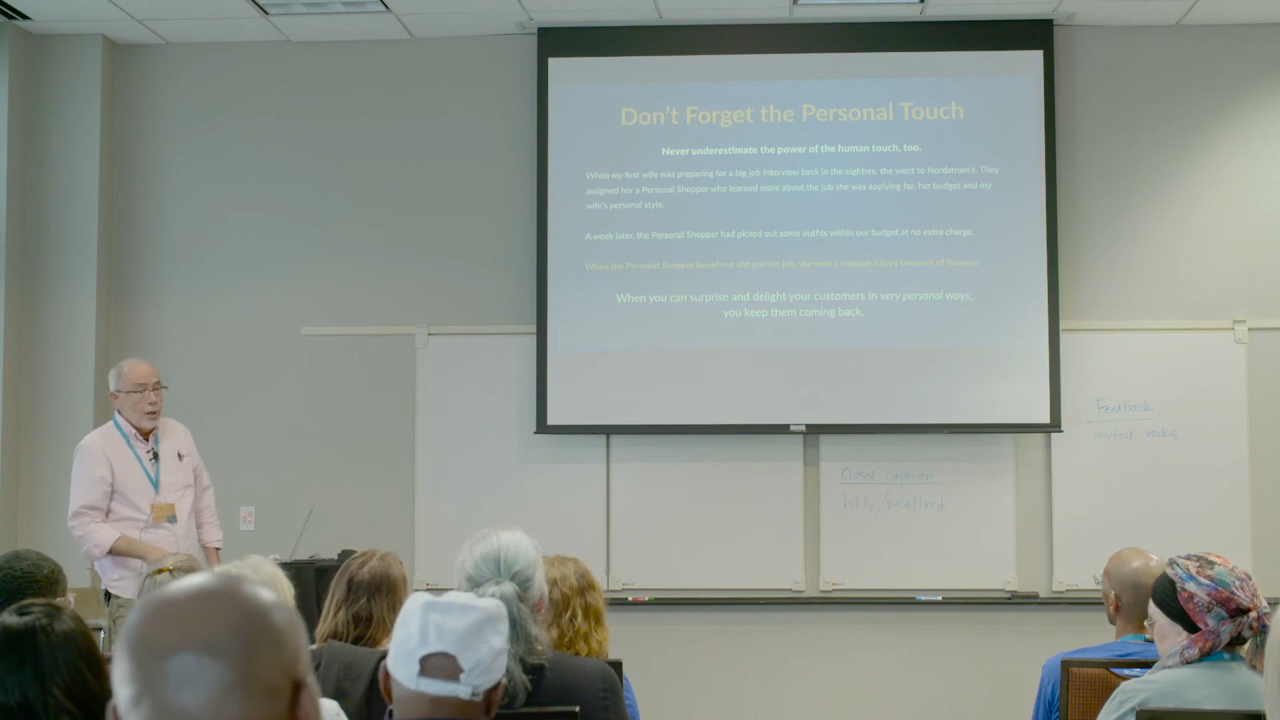 Don't Forget the Personal Touch
Never underestimate the power of the human touch, too.
When my first wife was preparing for a big job Interview back in the eighties, she went to Nordstrom's. They
assigned her a Personal Shopper who learned more about the job she was applying for, her budget and my
wife's personal style.
A week later, the Personal Shopper had picked out some outfits within our budget at no extra charge.
When the Personal Shopper found out she got the job, she sent a congratulatory bouquet of flowers!
When you can surprise and delight your customers in very personal ways,
you keep them coming back.
Feedback
Closed caption